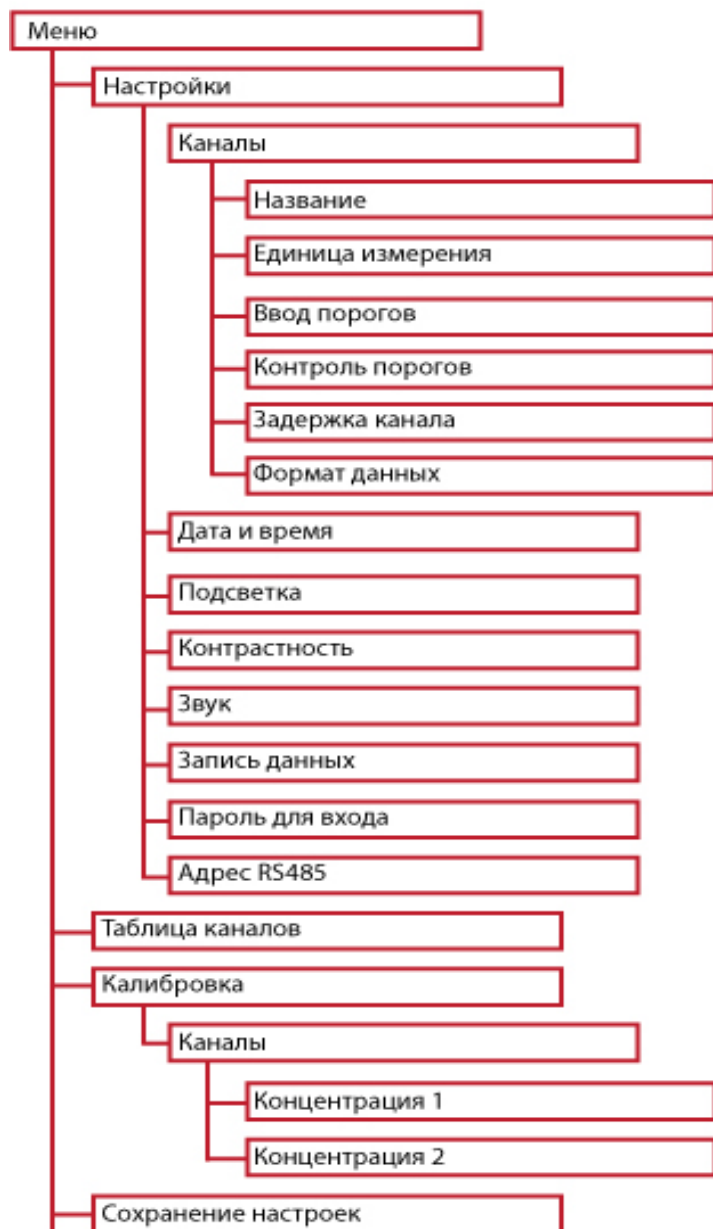 Меню
Настройки
Каналы
Название
Единица измерения
Ввод порогов
Контроль порогов
Задержка канала
Формат данных
Дата и время
Подсветка
Контрастность
Звук
Запись данных
Пароль для входа
Адрес RS485
Таблица каналов
Калибровка
Каналы
Концентрация 1
Концентрация 2
Сохранение настроек